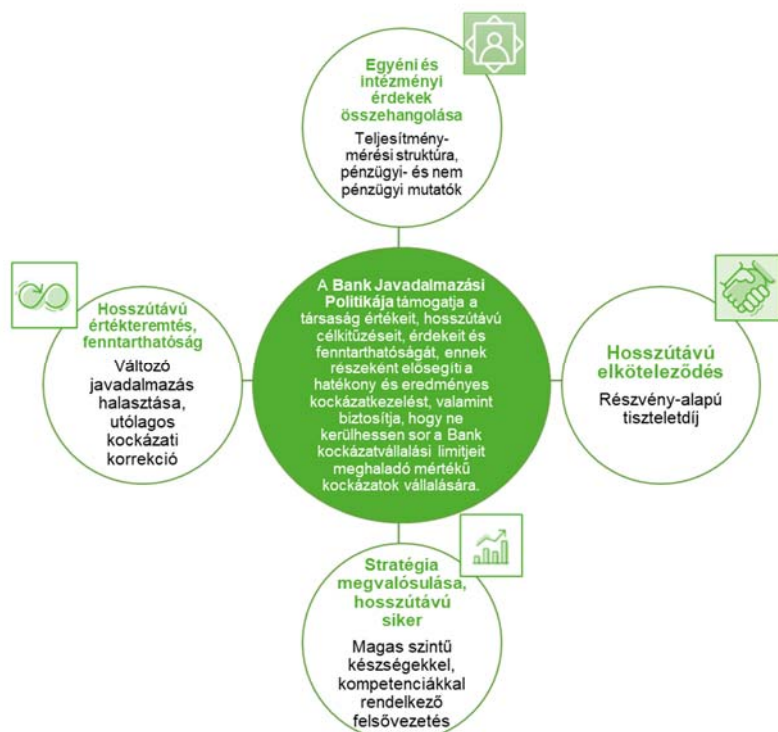 Egyéni és
intézményi
érdekek
összehangolása
Teljesítmény-
mérési struktúra,
pénzügyi- és nem
pénzügyi mutatók
Hosszútávú
értékteremtés,
fenntarthatóság
Változó
javadalmazás
halasztása,
utólagos
kockázati
korrekció
A Bank Javadalmazási
Politikája támogatja a
társaság értékeit, hosszútávú
célkitűzéseit, érdekeit és
fenntarthatóságát, ennek
részeként elősegíti a
hatékony és eredményes
kockázatkezelést, valamint
biztosítja, hogy ne
kerülhessen sor a Bank
kockázatvállalási limitjeit
meghaladó mértékű
kockázatok vállalására.
Hosszútávú
elköteleződés
Részvény-alapú
tiszteletdíj
Stratégia
megvalósulása,
hosszútávú
siker
Magas szintű
készségekkel,
kompetenciákkal
rendelkező
felsővezetés